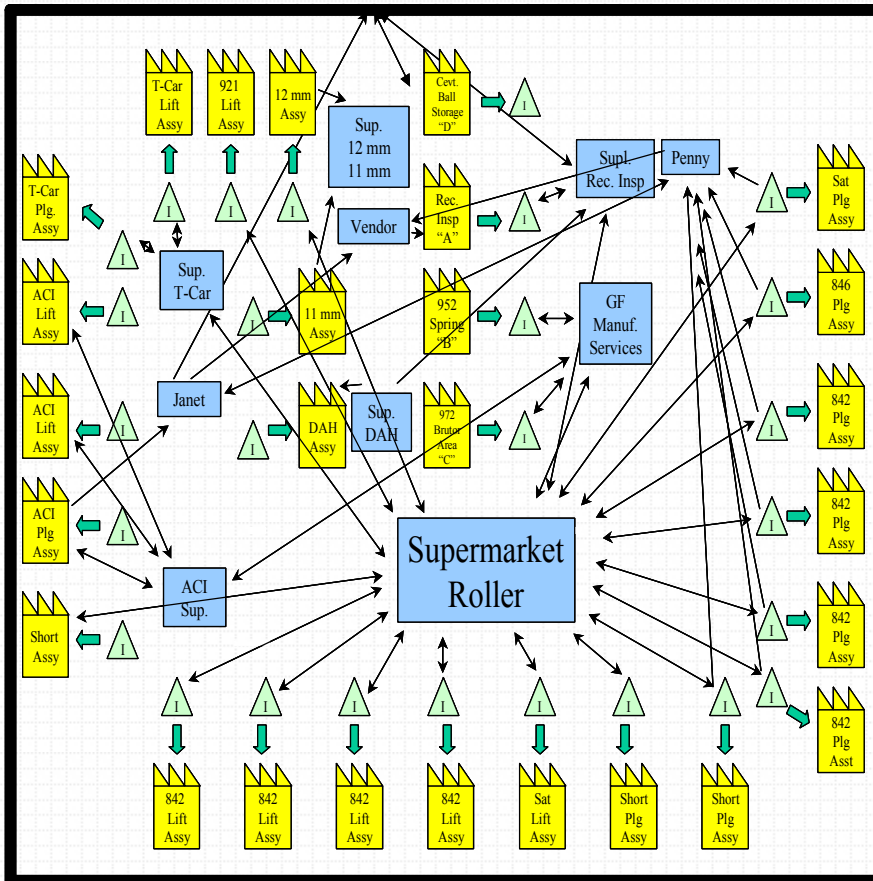 T-Car
Lift
Assy
921
Lift
Assy
12 mm
Assy
Sup.
12 mm
11 mm
Cevt.
Ball
Storage
“D”
I
Supl.
Rec. Insp
Penny
T-Car
Plg.
Assy
I
I
I
I
Vendor
Rec.
Insp
“A”
I
I
Sat
Plg
Assy
Sup.
T-Car
ACI
Lift
Assy
I
I
11 mm
Assy
952
Spring
“B”
I
GF
Manuf.
Services
I
846
Plg
Assy
Janet
ACI
Lift
Assy
I
I
DAH
Assy
Sup.
DAH
972
Brutor
Area
“C”
I
I
842
Plg
Assy
ACI
Plg
Assy
I
Supermarket
Roller
I
842
Plg
Assy
ACI
Sup.
Short
Assy
I
I
842
Plg
Assy
I
842
Plg
Asst
I
I
I
I
I
I
I
842
Lift
Assy
842
Lift
Assy
842
Lift
Assy
842
Lift
Assy
Sat
Lift
Assy
Short
Plg
Assy
Short
Plg
Assy